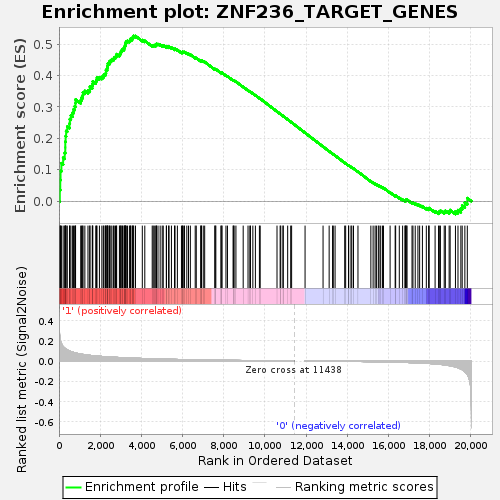 Enrichment plot: ZNF236_TARGET_GENES
Enrichment score (ES)
0.5
0.4
0.3
0.2
0.1
0.0
'1' (positively correlated)
Ranked list metric (Signal2Noise)
0.4
0.2
0.0
-0.2
-0.4
-0.6
Zero cross at 11438
'0' (negatively correlated)
0
2,000
4,000
6,000
8,000
10,000
12,000
14,000
16,000
18,000
20,000
Rank in Ordered Dataset
Enrichment profile
Hits
Ranking metric scores